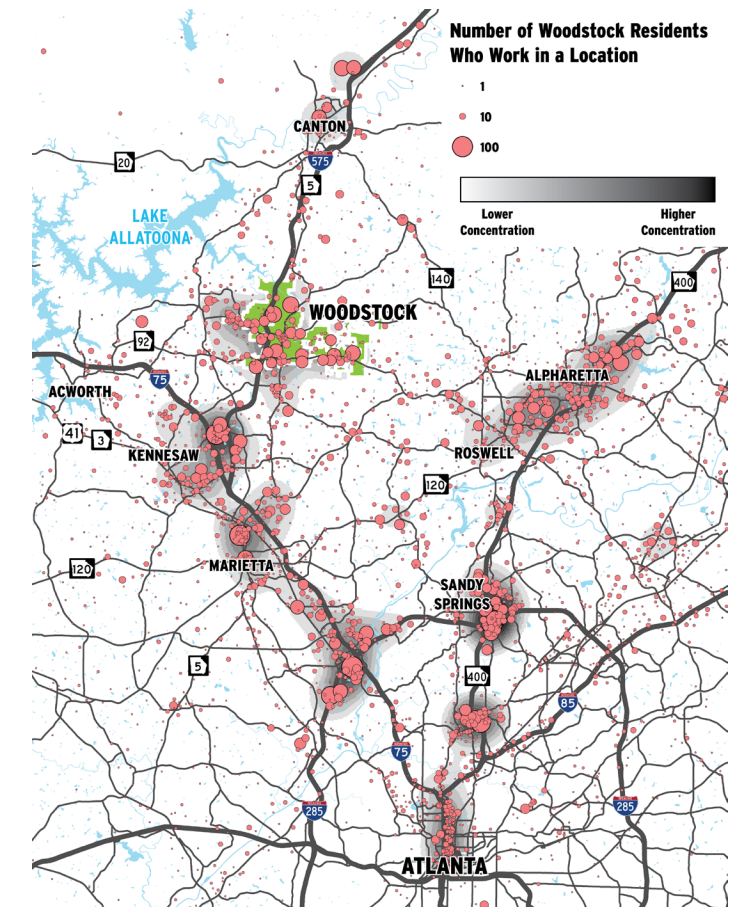 Number of Woodstock Residents
Who Work in a Location
1
10
100
Lower
Concentration
Higher
Concentration
CANTON
20
575
5
LAKE
ALLATOONA
140
400
WOODSTOCK
92
75
ALPHARETTA
ACWORTH
41
3
KENNESAW
ROSWELL
120
MARIETTA
120
SANDY
SPRINGS
5
400
85
75
285
285
ATLANTA